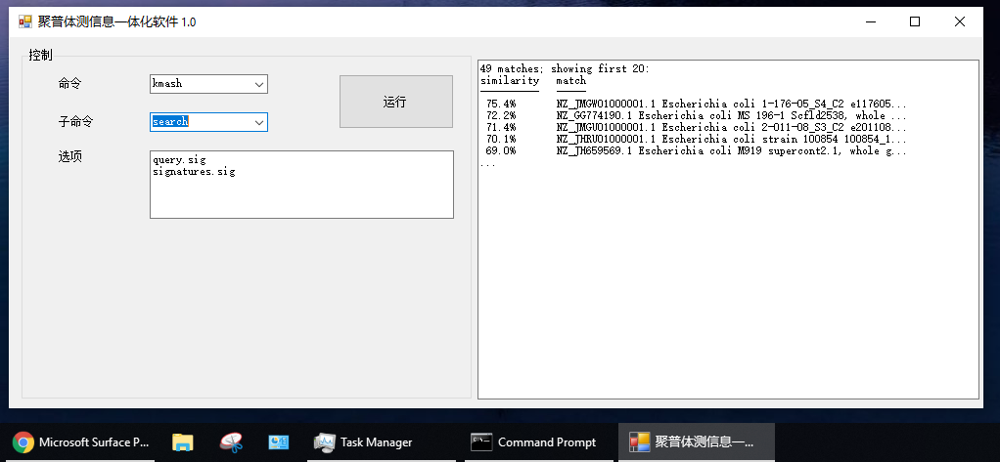 聚普体测信息一体化软件 1.0
控制
命令
kmash
运行
子命令
search
选项
query.sig
signatures.sig
49 matches; showing first 20:
similarity match
75.4% NZ_JMGW01000001.1 Escherichia coli 1-176-05_S4_C2 e117605...
72.2% NZ_GG774190.1 Escherichia coli MS 196-1 Scfld2538, whole ...
71.4% NZ_JMGU01000001.1 Escherichia coli 2-011-08_S3_C2 e201108...
70.1% NZ_JHRU01000001.1 Escherichia coli strain 100854 100854_1...
69.0% NZ_JH659569.1 Escherichia coli M919 supercont2.1, whole g...
...
Microsoft Surface P...
Task Manager
Command Prompt
聚普体测信息一...